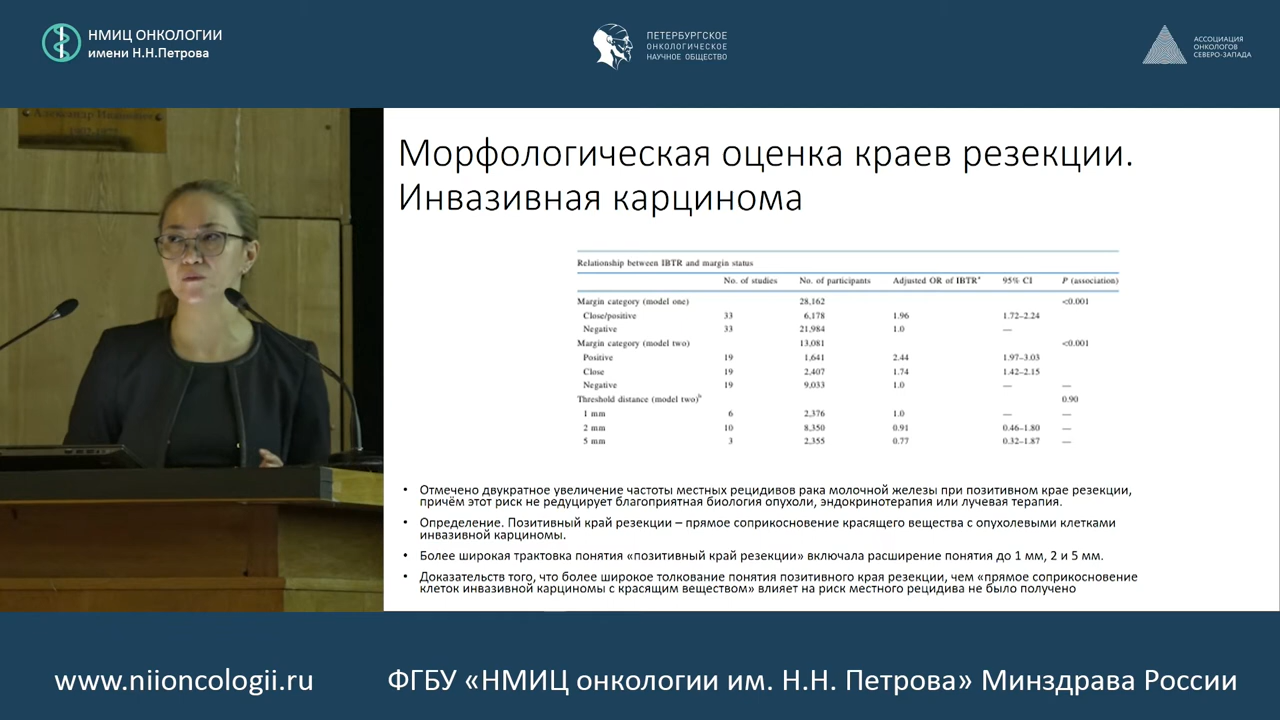 НМИЦ ОНКОЛОГИИ
имени Н.Н.Петрова
ПЕТЕРБУРГСКОЕ
ОНКОЛОГИЧЕСКОЕ
НАУЧНОЕ ОБЩЕСТВО
АССОЦИАЦИЯ
ОНКОЛОГОВ
СЕВЕРО-ЗАПАДА
Морфологическая оценка краев резекции.
Инвазивная карцинома
Relationship between IBTR and margin status
No. of studies No. of participants Adjusted OR of IBTRᵃ 95% CI P (association)
Margin category (model one) 28,162 <0.001
Close/positive 33 6,178 1.96 1.72–2.24
Negative 33 21,984 1.0 —
Margin category (model two) 13,081 <0.001
Positive 19 1,641 2.44 1.97–3.03
Close 19 2,407 1.74 1.42–2.15
Negative 19 9,033 1.0 — —
Threshold distance (model two)ᵇ 0.90
1 mm 6 2,376 1.0 — —
2 mm 10 8,350 0.91 0.46–1.80 —
5 mm 3 2,355 0.77 0.32–1.87 —
• Отмечено двукратное увеличение частоты местных рецидивов рака молочной железы при позитивном крае резекции,
причём этот риск не редуцирует благоприятная биология опухоли, эндокринотерапия или лучевая терапия.
• Определение. Позитивный край резекции – прямое соприкосновение красящего вещества с опухолевыми клетками
инвазивной карциномы.
• Более широкая трактовка понятия «позитивный край резекции» включала расширение понятия до 1 мм, 2 и 5 мм.
• Доказательств того, что более широкое толкование понятия позитивного края резекции, чем «прямое соприкосновение
клеток инвазивной карциномы с красящим веществом» влияет на риск местного рецидива не было получено
www.niioncologii.ru
ФГБУ «НМИЦ онкологии им. Н.Н. Петрова» Минздрава России